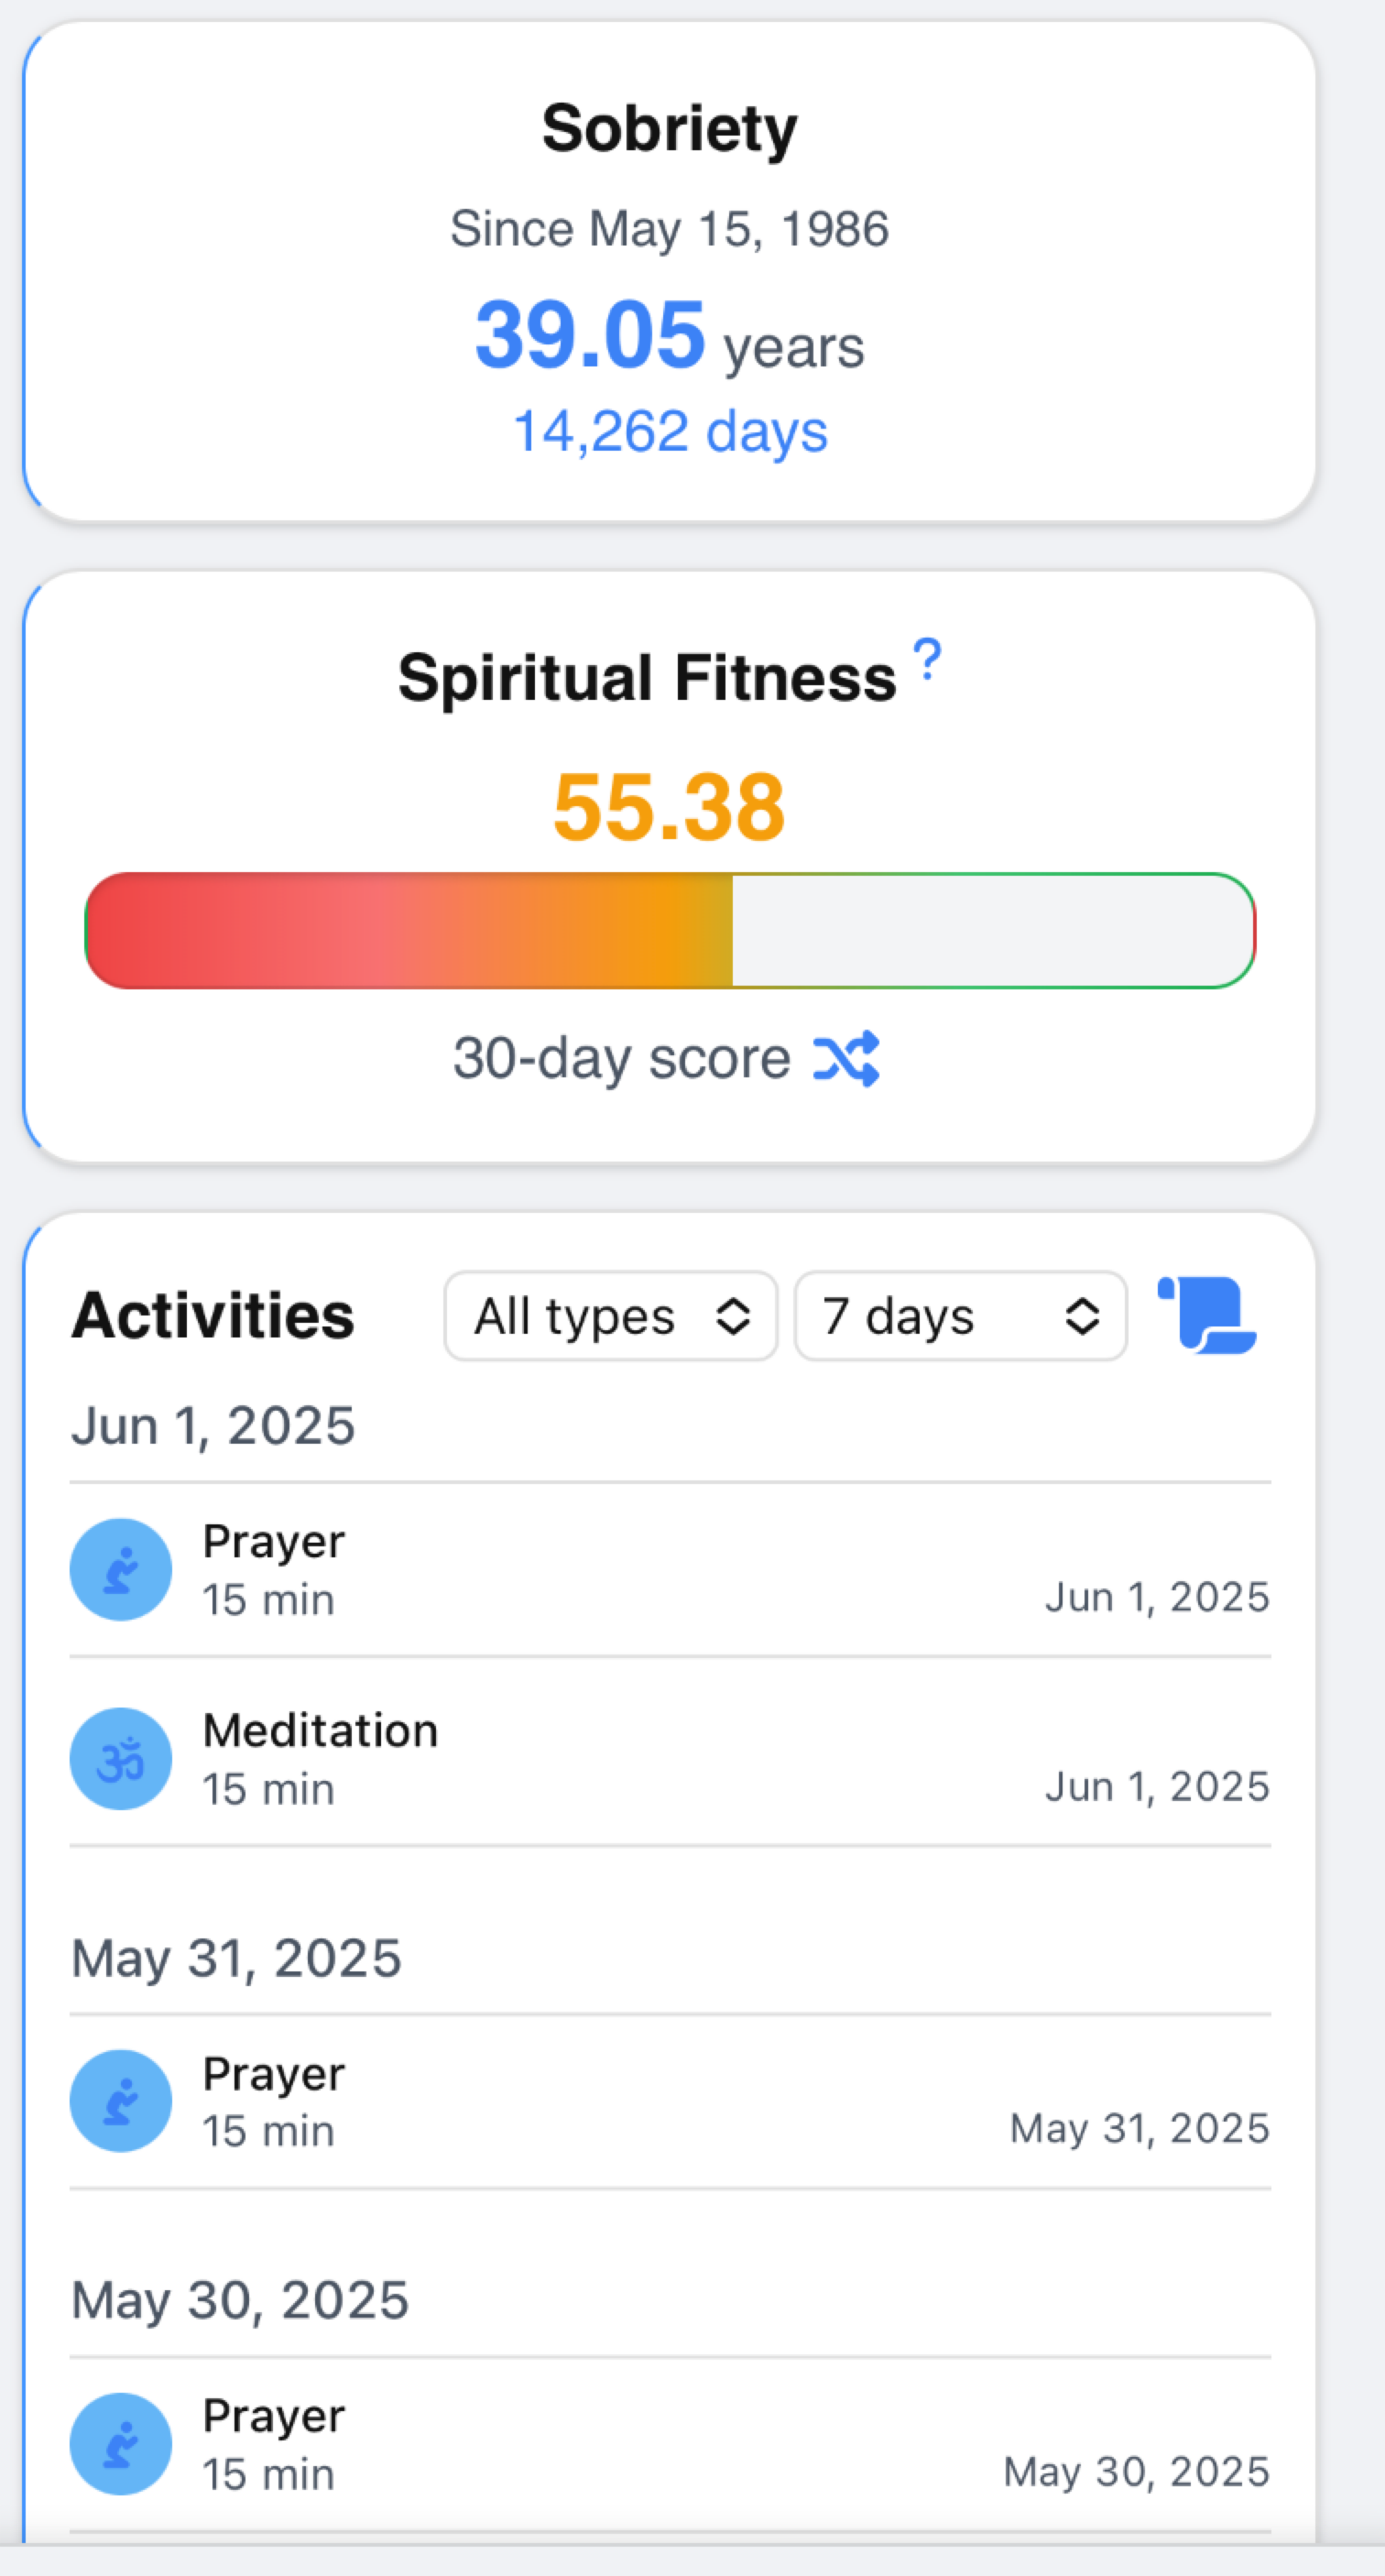 Sobriety
Since May 15, 1986
39.05 years
14,262 days
Spiritual Fitness ?
55.38
30-day score
Activities All types 7 days
Jun 1, 2025
Prayer
15 min Jun 1, 2025
ॐ Meditation
15 min Jun 1, 2025
May 31, 2025
Prayer
15 min May 31, 2025
May 30, 2025
Prayer
15 min May 30, 2025